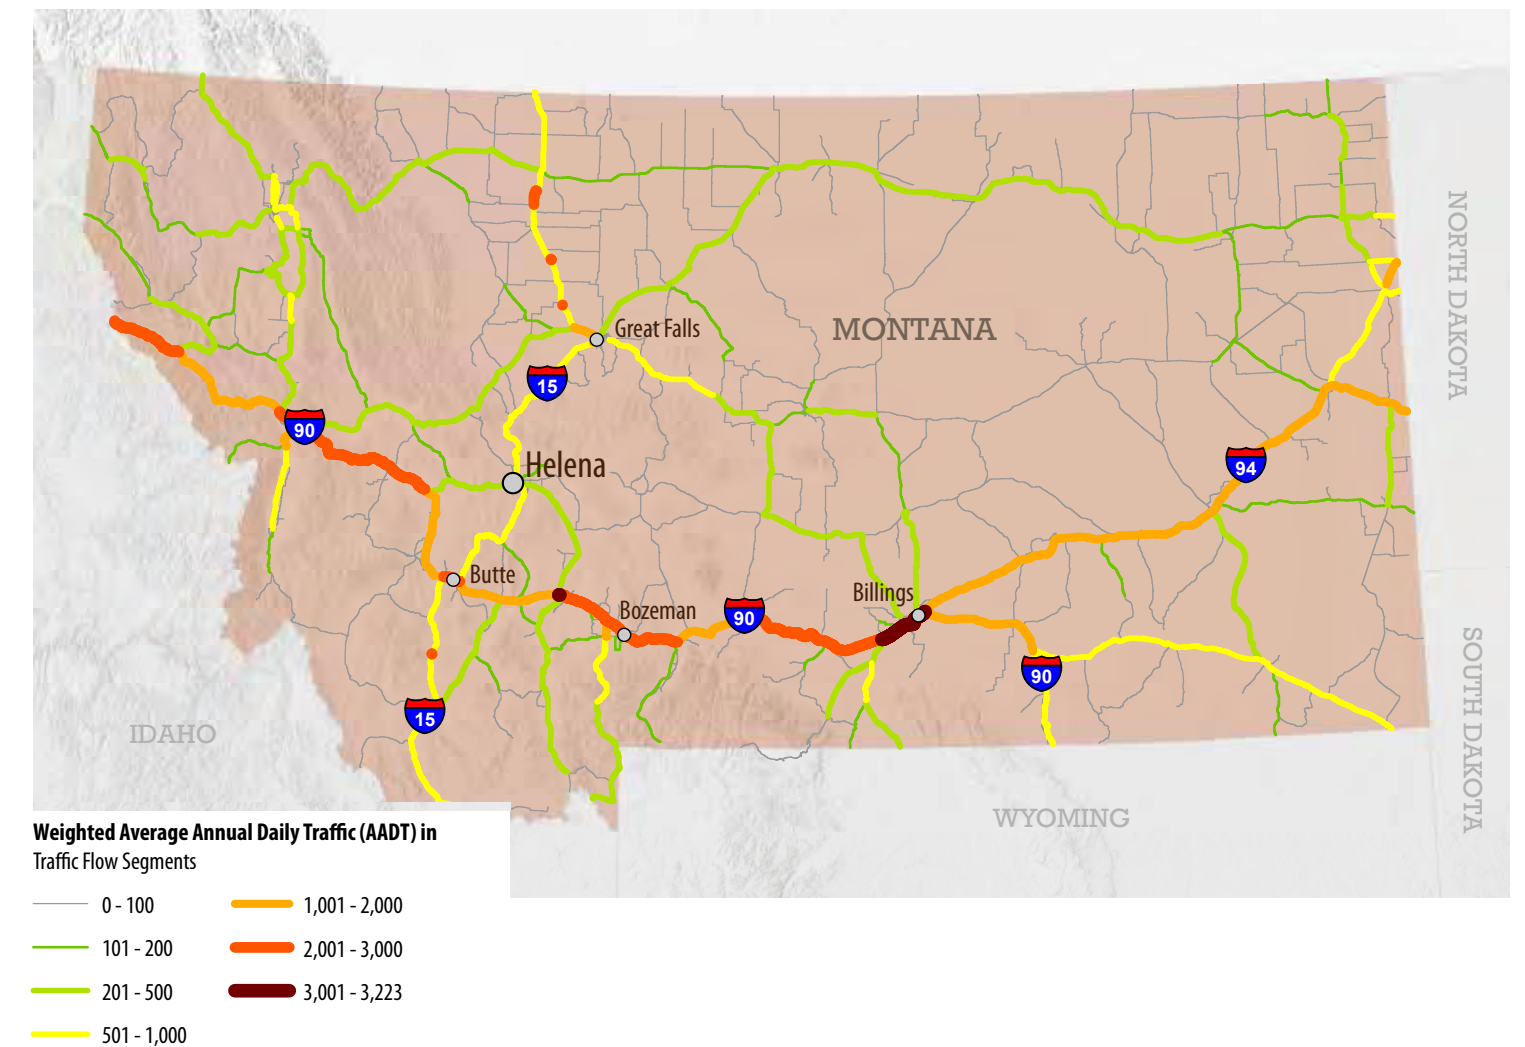 NORTH DAKOTA
Great Falls
MONTANA
15
90
Helena
94
Butte
Billings
Bozeman
90
90
15
SOUTH DAKOTA
IDAHO
WYOMING
Weighted Average Annual Daily Traffic (AADT) in
Traffic Flow Segments
0 - 100
1,001 - 2,000
101 - 200
2,001 - 3,000
201 - 500
3,001 - 3,223
501 - 1,000